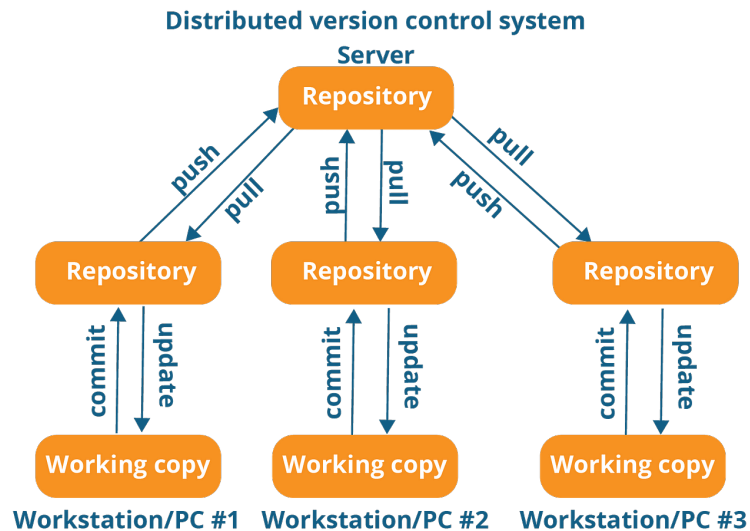 Distributed version control system
Server
Repository
push
pull
push
pull
push
pull
Repository
Repository
Repository
commit
update
commit
update
commit
update
Working copy
Working copy
Working copy
Workstation/PC #1
Workstation/PC #2
Workstation/PC #3